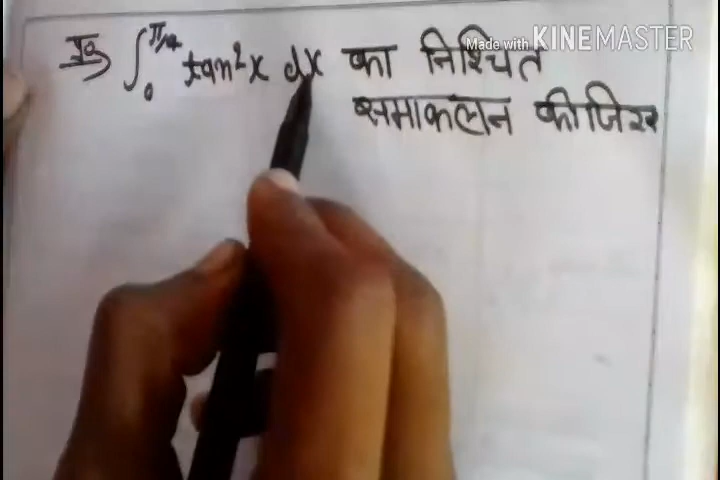 प्र० ∫₀^π/4 tan²x dx का निश्चित
समाकलन कीजिए
Made with KINEMASTER